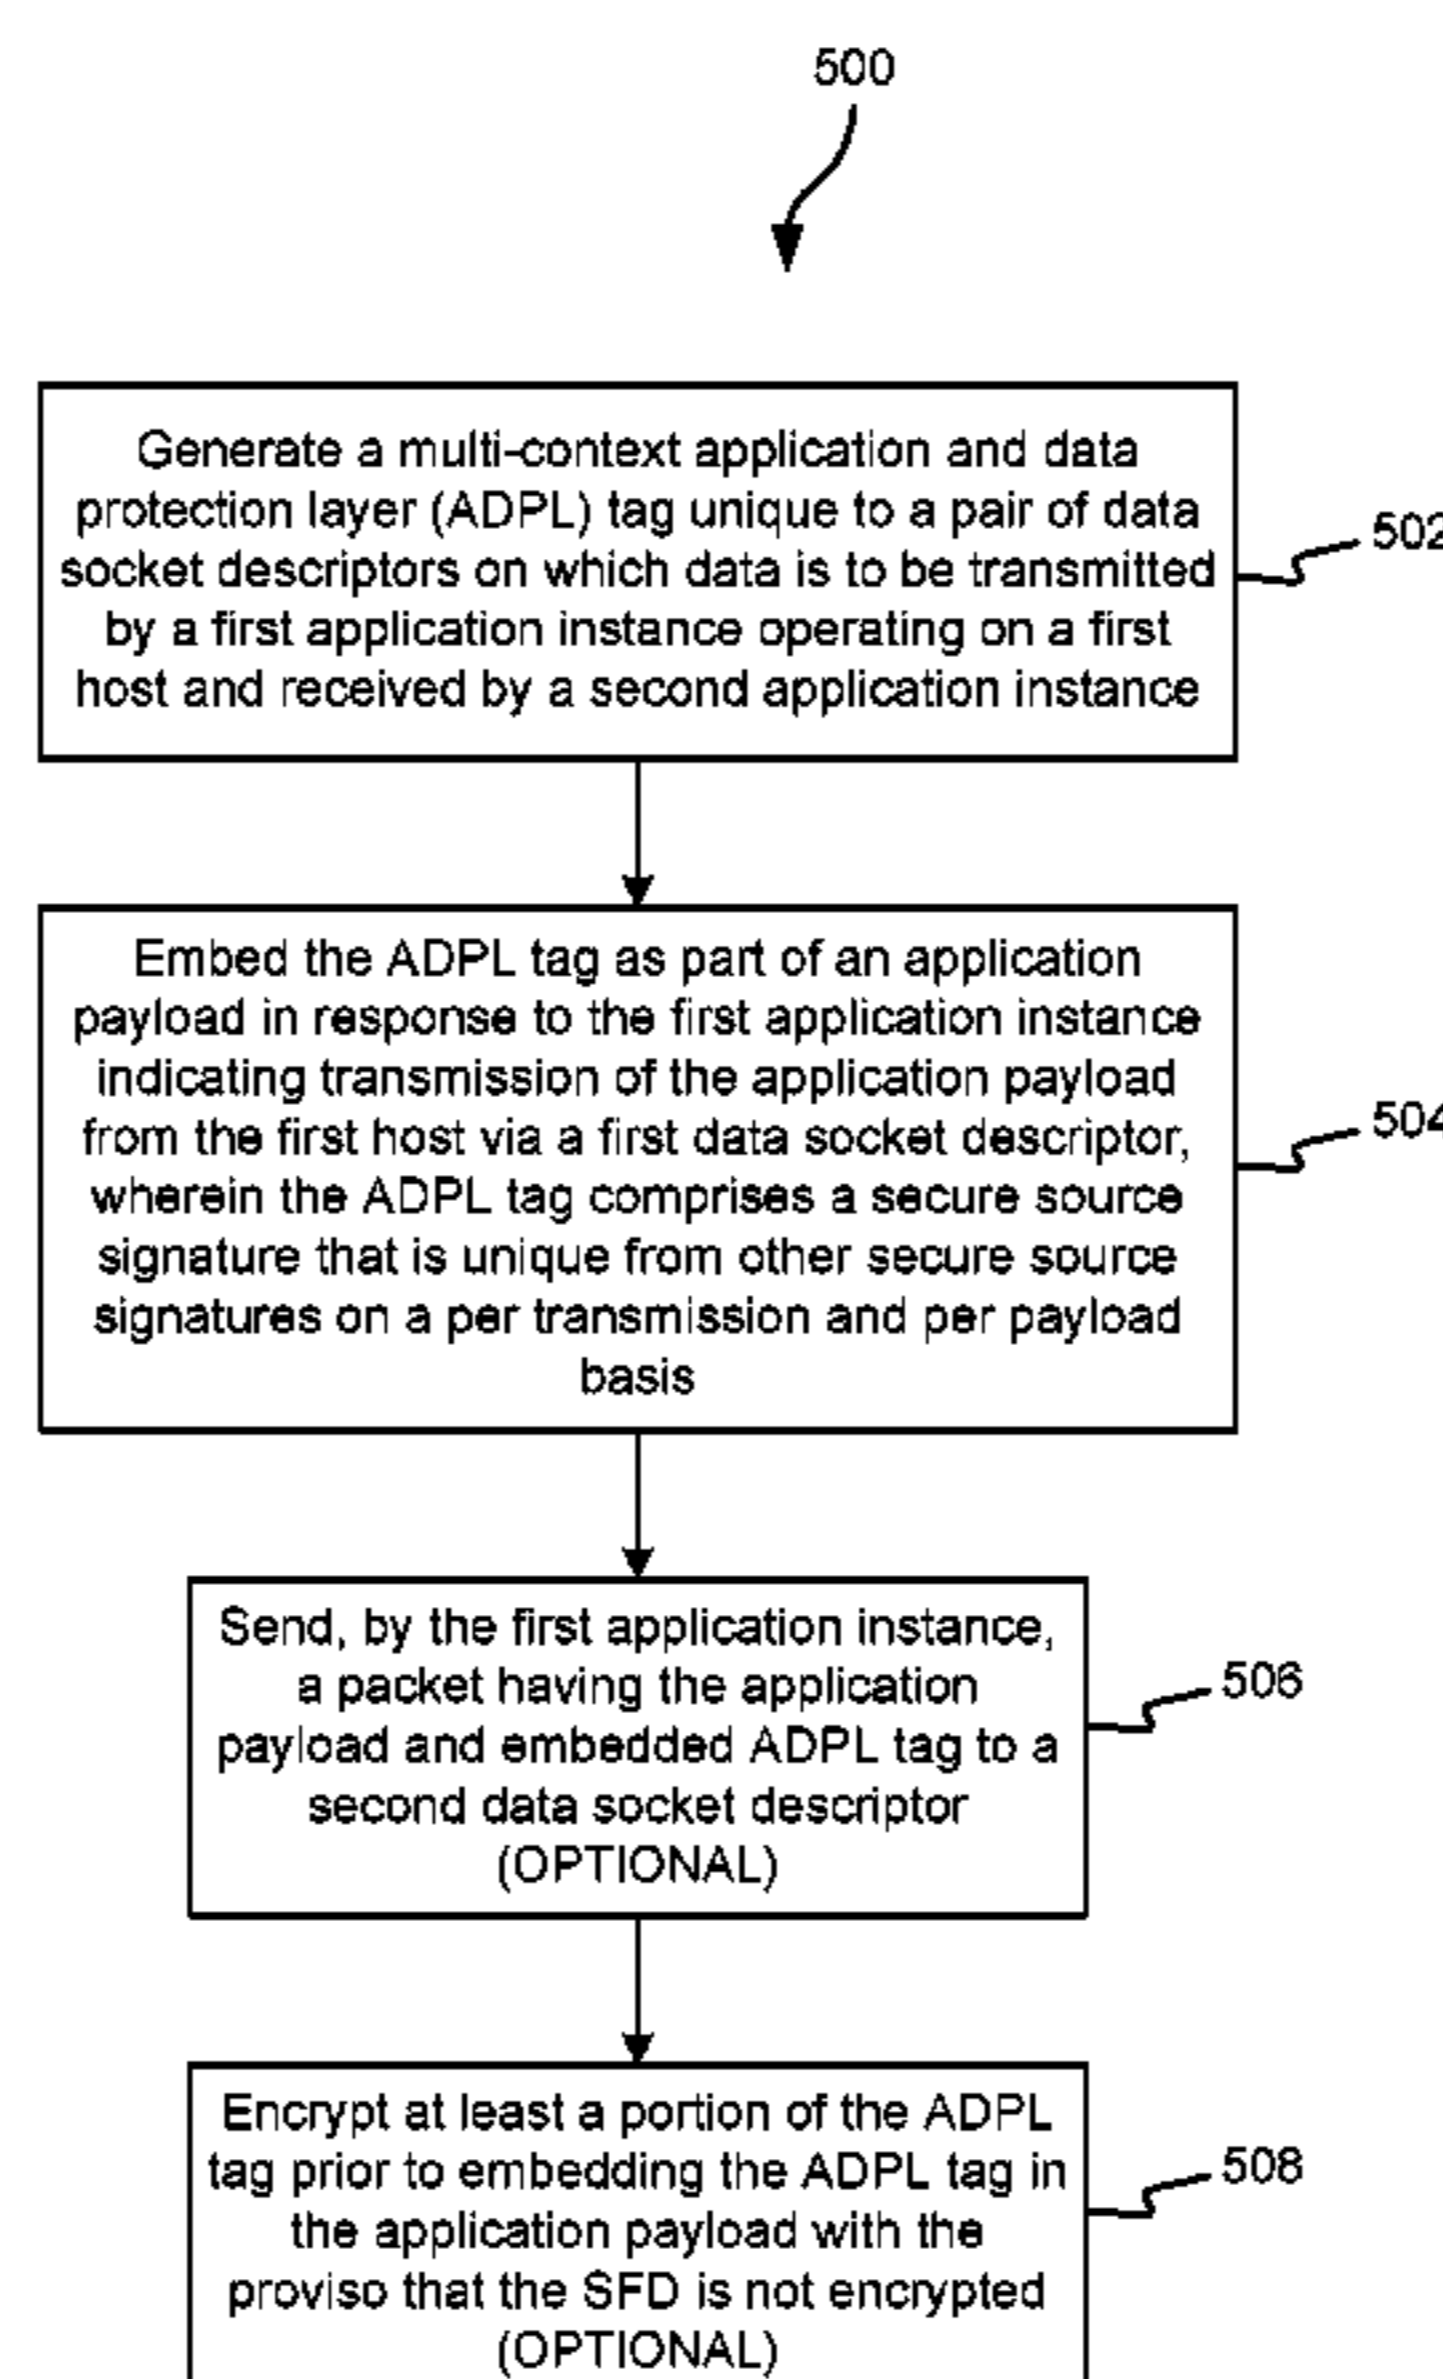 500
Generate a multi-context application and data
protection layer (ADPL) tag unique to a pair of data
socket descriptors on which data is to be transmitted
by a first application instance operating on a first
host and received by a second application instance
502
Embed the ADPL tag as part of an application
payload in response to the first application instance
indicating transmission of the application payload
from the first host via a first data socket descriptor,
wherein the ADPL tag comprises a secure source
signature that is unique from other secure source
signatures on a per transmission and per payload
basis
504
Send, by the first application instance,
a packet having the application
payload and embedded ADPL tag to a
second data socket descriptor
(OPTIONAL)
506
Encrypt at least a portion of the ADPL
tag prior to embedding the ADPL tag in
the application payload with the
proviso that the SFD is not encrypted
(OPTIONAL)
508